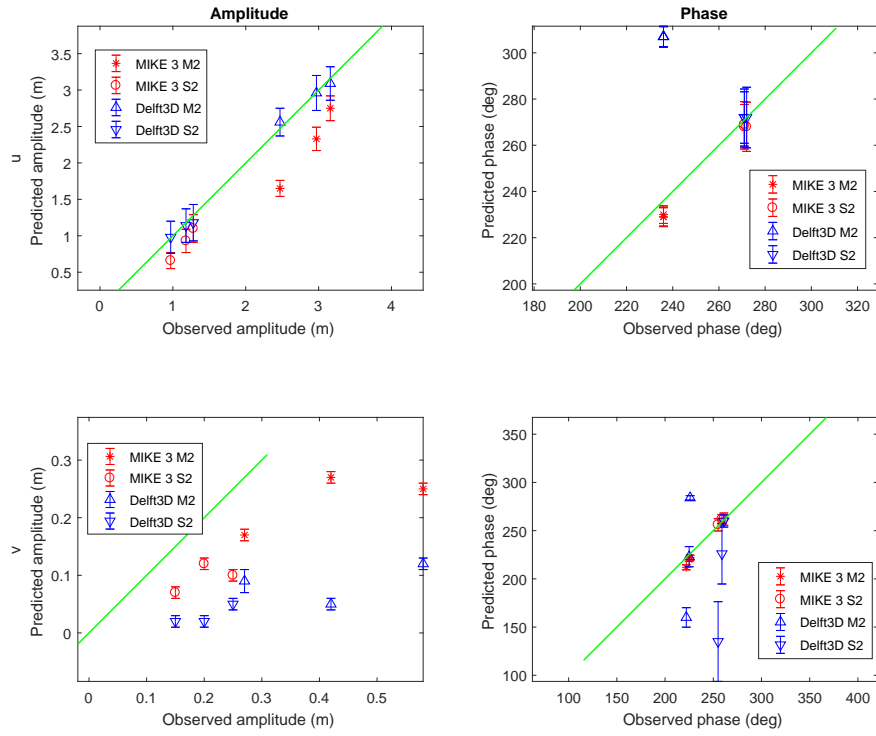 Amplitude
3.5
3
2.5
2
1.5
1
0.5
0
1
2
3
4
u
Predicted amplitude (m)
Observed amplitude (m)
MIKE 3 M2
MIKE 3 S2
Delft3D M2
Delft3D S2
Phase
300
280
260
240
220
200
180
200
220
240
260
280
300
320
Predicted phase (deg)
Observed phase (deg)
MIKE 3 M2
MIKE 3 S2
Delft3D M2
Delft3D S2
0.3
0.2
0.1
0
0
0.1
0.2
0.3
0.4
0.5
v
Predicted amplitude (m)
Observed amplitude (m)
MIKE 3 M2
MIKE 3 S2
Delft3D M2
Delft3D S2
350
300
250
200
150
100
100
150
200
250
300
350
400
Predicted phase (deg)
Observed phase (deg)
MIKE 3 M2
MIKE 3 S2
Delft3D M2
Delft3D S2